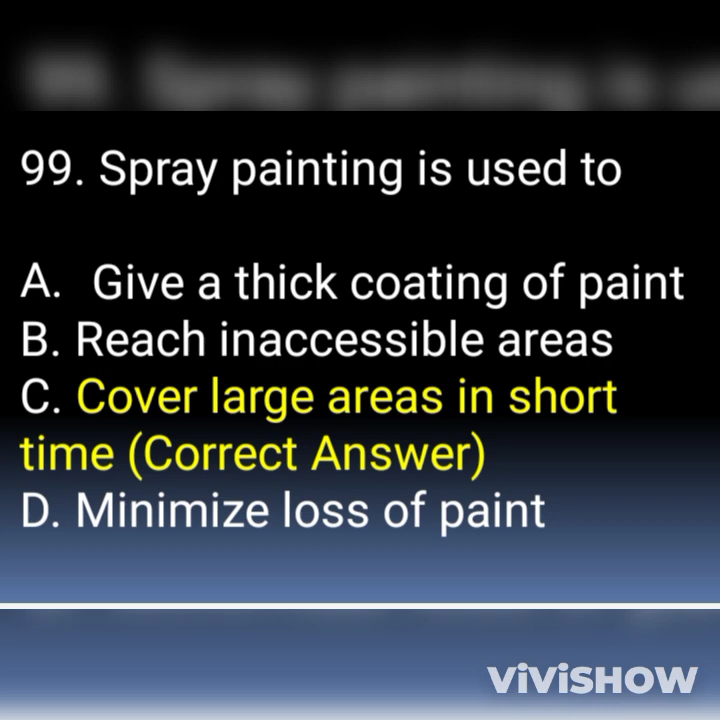 99. Spray painting is used to
A. Give a thick coating of paint
B. Reach inaccessible areas
C. Cover large areas in short
time (Correct Answer)
D. Minimize loss of paint
ViViSHOW